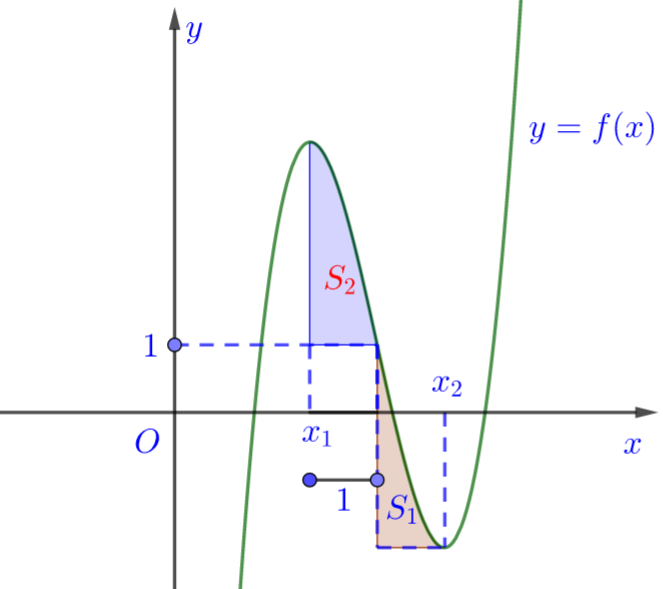 y
y = f(x)
S₂
1
x₂
O
x₁
x
1
S₁